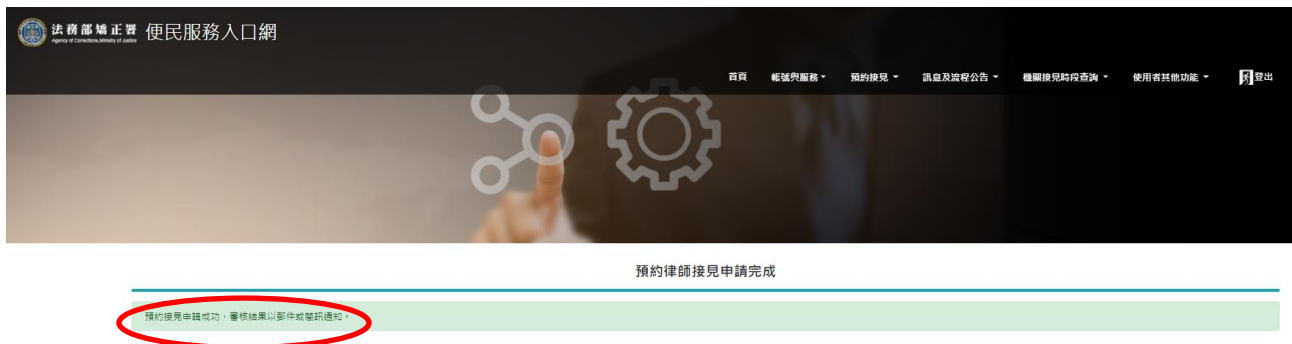 法務部矯正署 便民服務入口網
Agency of Corrections, Ministry of Justice
首頁 帳號與服務 預約接見 訊息及流程公告 機關接見時段查詢 使用者其他功能 登出
預約律師接見申請完成
預約接見申請成功，審核結果以郵件或簡訊通知。